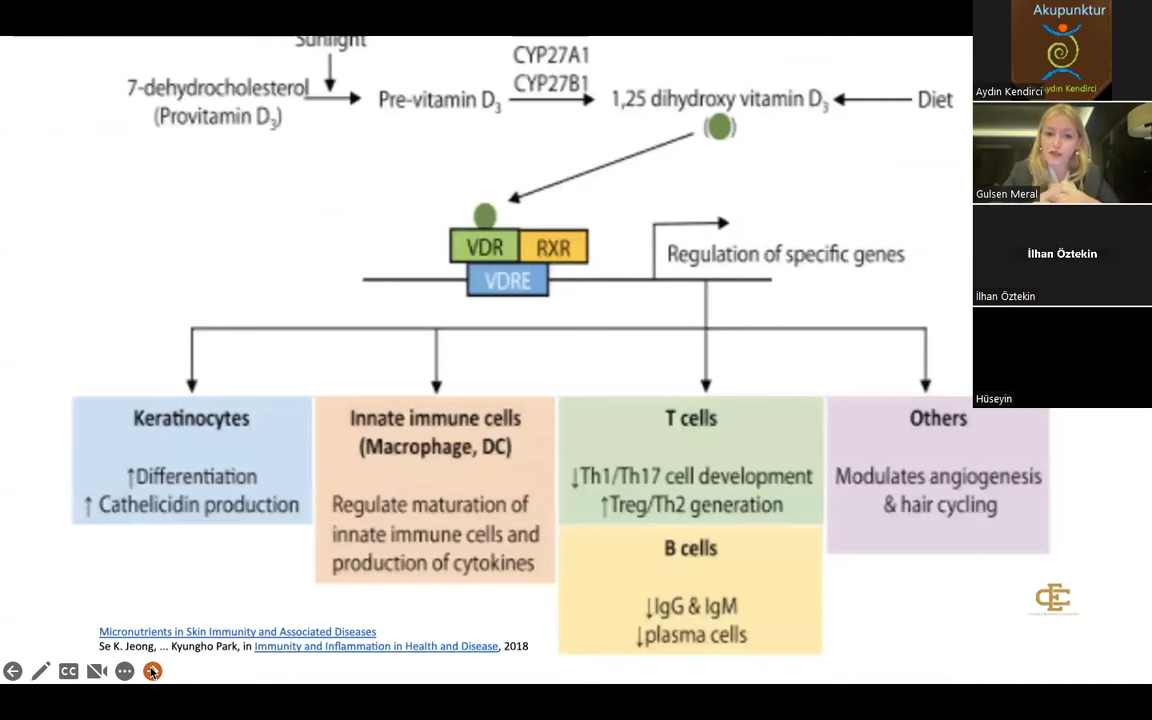 Sunlight
CYP27A1
CYP27B1
7-dehydrocholesterol
(Provitamin D3)
Pre-vitamin D3
1,25 dihydroxy vitamin D3
Diet
VDR
RXR
VDRE
Regulation of specific genes
Keratinocytes
↑Differentiation
↑ Cathelicidin production
Innate immune cells
(Macrophage, DC)
Regulate maturation of
innate immune cells and
production of cytokines
T cells
↓Th1/Th17 cell development
↑Treg/Th2 generation
B cells
↓IgG & IgM
↓plasma cells
Others
Modulates angiogenesis
& hair cycling
Micronutrients in Skin Immunity and Associated Diseases
Se K. Jeong, ... Kyungho Park, in Immunity and Inflammation in Health and Disease, 2018
CC
Akupunktur
Aydın Kendirci
Aydın Kendirci
Gulsen Meral
İlhan Öztekin
İlhan Öztekin
Hüseyin